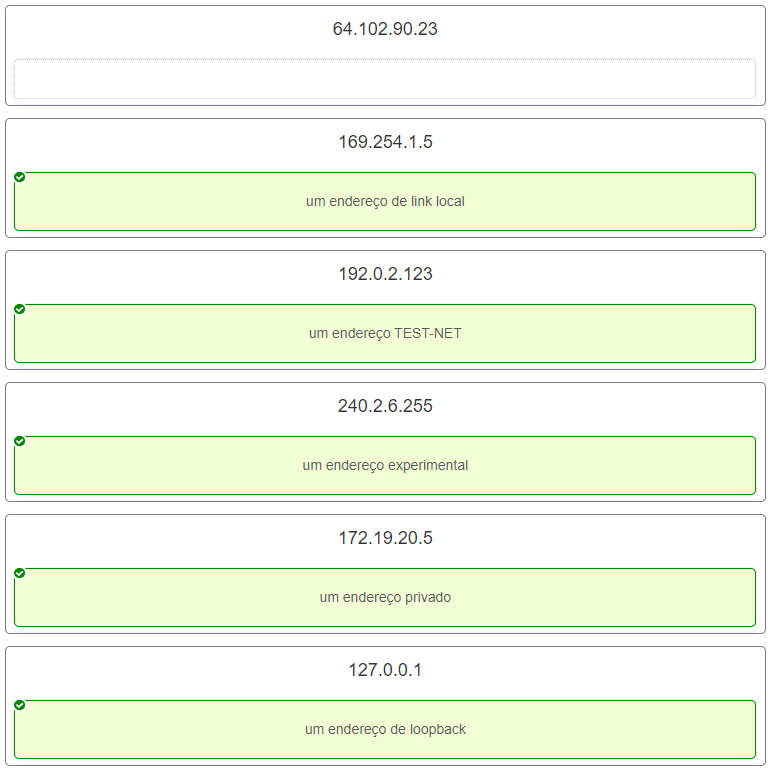 64.102.90.23
169.254.1.5
um endereço de link local
192.0.2.123
um endereço TEST-NET
240.2.6.255
um endereço experimental
172.19.20.5
um endereço privado
127.0.0.1
um endereço de loopback